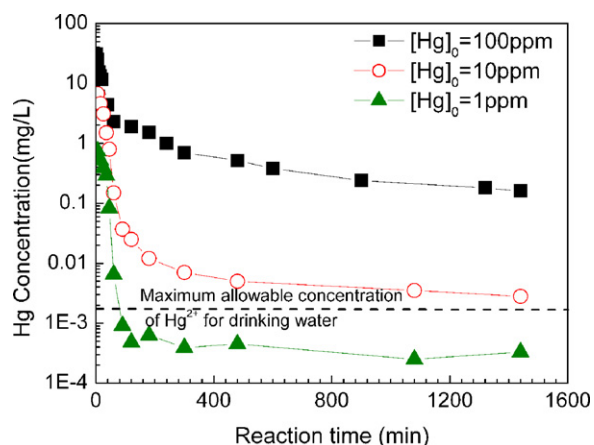 100
[Hg]₀=100ppm
[Hg]₀=10ppm
[Hg]₀=1ppm
10
1
0.1
0.01
1E-3
1E-4
Hg Concentration(mg/L)
Maximum allowable concentration
of Hg²⁺ for drinking water
0 400 800 1200 1600
Reaction time (min)